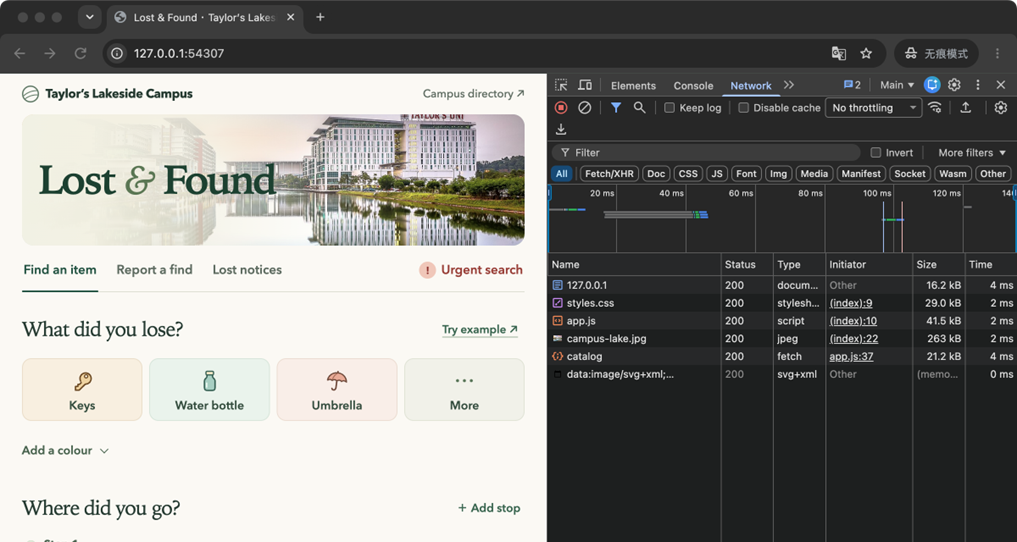 Lost & Found · Taylor's Lakes
127.0.0.1:54307
无痕模式
Taylor's Lakeside Campus
Campus directory ↗
TAYLOR'S UNI
Lost & Found
Find an item
Report a find
Lost notices
! Urgent search
What did you lose?
Try example ↗
Keys
Water bottle
Umbrella
More
Add a colour
Where did you go?
+ Add stop
Elements
Console
Network
2
Main
Keep log
Disable cache
No throttling
Filter
Invert
More filters
All
Fetch/XHR
Doc
CSS
JS
Font
Img
Media
Manifest
Socket
Wasm
Other
20 ms
40 ms
60 ms
80 ms
100 ms
120 ms
Name Status Type Initiator Size Time
127.0.0.1 200 docum... Other 16.2 kB 4 ms
styles.css 200 stylesh... (index):9 29.0 kB 2 ms
app.js 200 script (index):10 41.5 kB 2 ms
campus-lake.jpg 200 jpeg (index):22 263 kB 2 ms
catalog 200 fetch app.js:37 21.2 kB 4 ms
data:image/svg+xml;... 200 svg+xml Other (memo... 0 ms